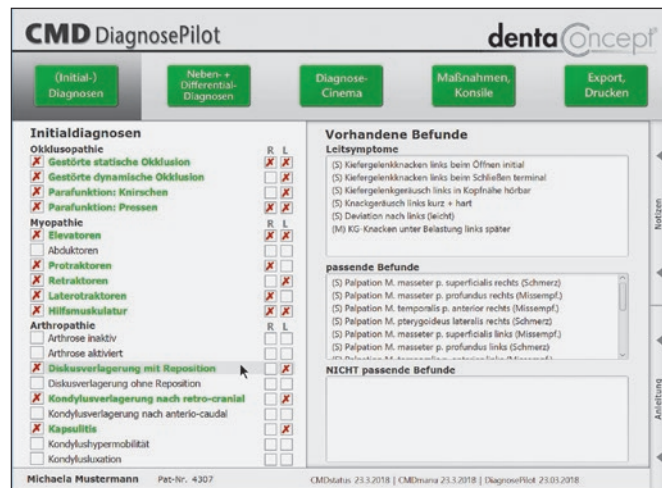 CMD DiagnosePilot
dentaConcept®
(Initial-)
Diagnosen
Neben- +
Differential-
Diagnosen
Diagnose-
Cinema
Maßnahmen,
Konsile
Export,
Drucken
Initialdiagnosen
Okklusopathie R L
Gestörte statische Okklusion
Gestörte dynamische Okklusion
Parafunktion: Knirschen
Parafunktion: Pressen
Myopathie R L
Elevatoren
Abduktoren
Protraktoren
Retraktoren
Laterotraktoren
Hilfsmuskulatur
Arthropathie R L
Arthrose inaktiv
Arthrose aktiviert
Diskusverlagerung mit Reposition
Diskusverlagerung ohne Reposition
Kondylusverlagerung nach retro-cranial
Kondylusverlagerung nach anterio-caudal
Kapsulitis
Kondylushypermobilität
Kondylusluxation
Vorhandene Befunde
Leitsymptome
(S) Kiefergelenkknacken links beim Öffnen initial
(S) Kiefergelenkknacken links beim Schließen terminal
(S) Kiefergelenkgeräusch links in Kopfnähe hörbar
(S) Knackgeräusch links kurz + hart
(S) Deviation nach links (leicht)
(M) KG-Knacken unter Belastung links später
passende Befunde
(S) Palpation M. masseter p. superficialis rechts (Schmerz)
(S) Palpation M. masseter p. profundus rechts (Missempf.)
(S) Palpation M. temporalis p. anterior rechts (Missempf.)
(S) Palpation M. pterygoideus lateralis rechts (Schmerz)
(S) Palpation M. masseter p. superficialis links (Missempf.)
(S) Palpation M. masseter p. profundus links (Schmerz)
(S) Palpation M. temporalis p. anterior links (Missempf.)
NICHT passende Befunde
Notizen
Anleitung
Michaela Mustermann Pat-Nr. 4307
CMDstatus 23.3.2018 | CMDmana 23.3.2018 | DiagnosePilot 23.03.2018